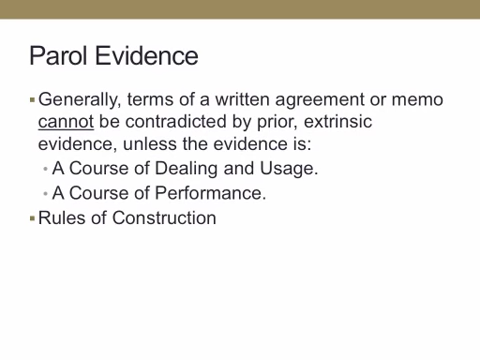 Parol Evidence
▪Generally, terms of a written agreement or memo
cannot be contradicted by prior, extrinsic
evidence, unless the evidence is:
• A Course of Dealing and Usage.
• A Course of Performance.
▪Rules of Construction